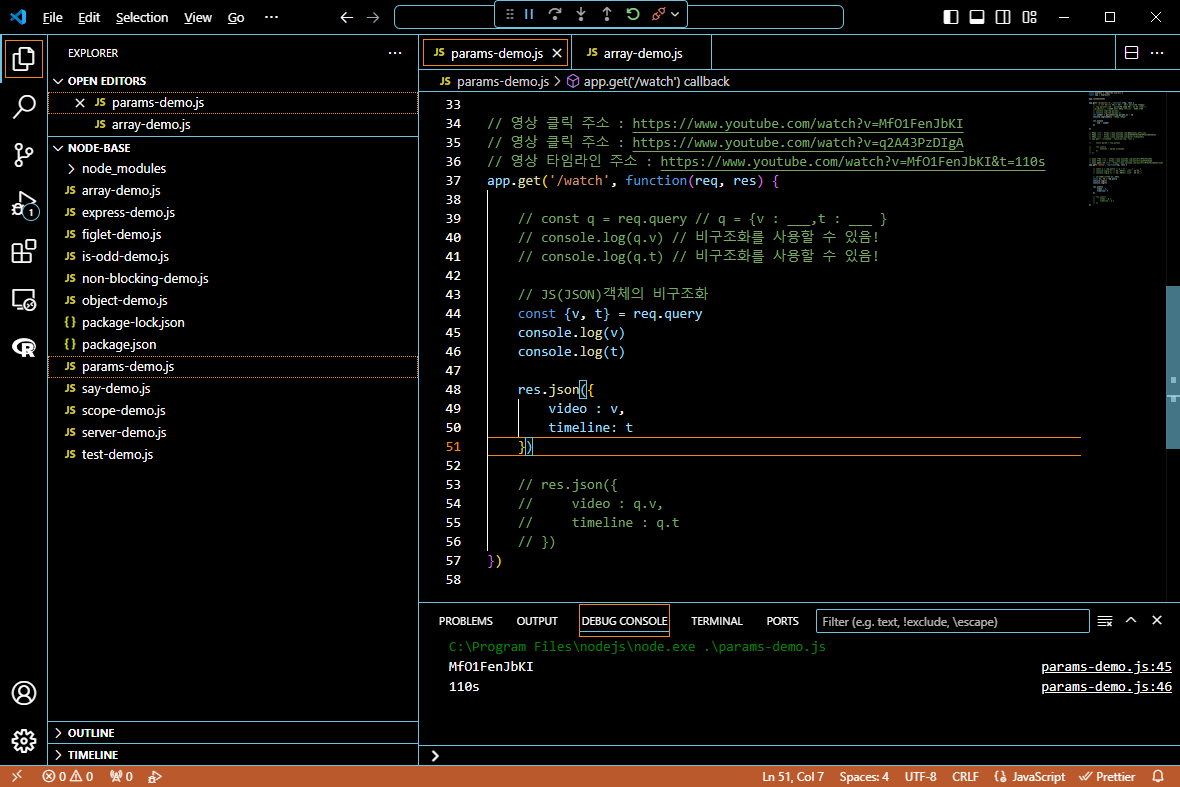 File Edit Selection View Go ···
EXPLORER ···
OPEN EDITORS
JS params-demo.js
JS array-demo.js
NODE-BASE
node_modules
JS array-demo.js
JS express-demo.js
JS figlet-demo.js
JS is-odd-demo.js
JS non-blocking-demo.js
JS object-demo.js
{} package-lock.json
{} package.json
JS params-demo.js
JS say-demo.js
JS scope-demo.js
JS server-demo.js
JS test-demo.js
OUTLINE
TIMELINE
1
JS params-demo.js JS array-demo.js ···
JS params-demo.js > app.get('/watch') callback
33
34 // 영상 클릭 주소 : https://www.youtube.com/watch?v=MfO1FenJbKI
35 // 영상 클릭 주소 : https://www.youtube.com/watch?v=q2A43PzDIgA
36 // 영상 타임라인 주소 : https://www.youtube.com/watch?v=MfO1FenJbKI&t=110s
37 app.get('/watch', function(req, res) {
38
39 // const q = req.query // q = {v : ___,t : ___ }
40 // console.log(q.v) // 비구조화를 사용할 수 있음!
41 // console.log(q.t) // 비구조화를 사용할 수 있음!
42
43 // JS(JSON)객체의 비구조화
44 const {v, t} = req.query
45 console.log(v)
46 console.log(t)
47
48 res.json({
49 video : v,
50 timeline: t
51 })
52
53 // res.json({
54 // video : q.v,
55 // timeline : q.t
56 // })
57 })
58
PROBLEMS OUTPUT DEBUG CONSOLE TERMINAL PORTS Filter (e.g. text, !exclude, \escape)
C:\Program Files\nodejs\node.exe .\params-demo.js
MfO1FenJbKI params-demo.js:45
110s params-demo.js:46
0 0 0 Ln 51, Col 7 Spaces: 4 UTF-8 CRLF {} JavaScript Prettier